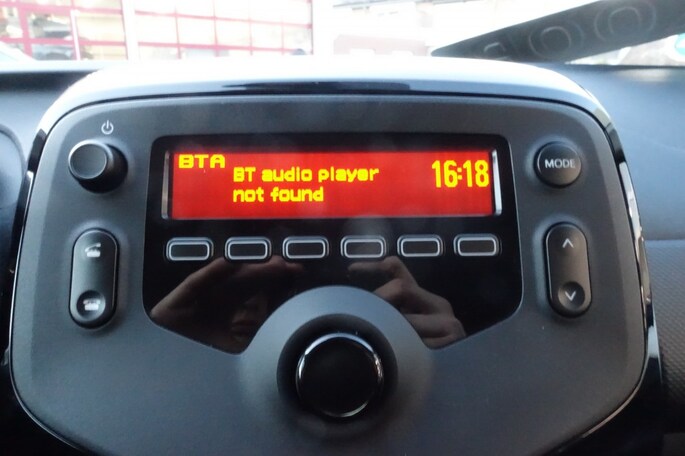 BTA
BT audio player
not found
16:18
MODE